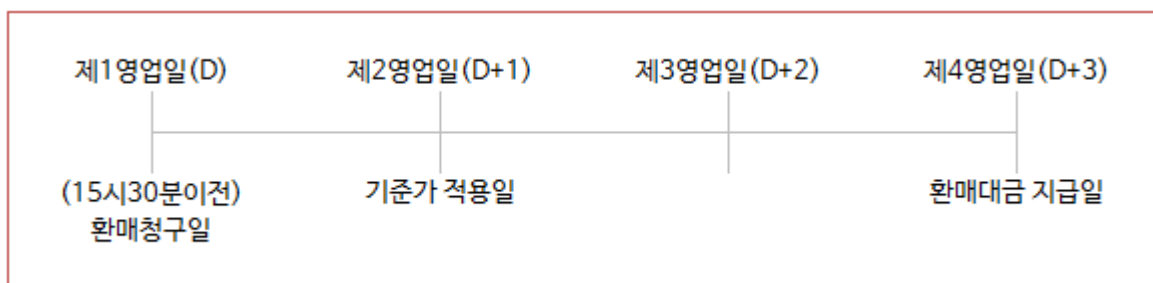 제1영업일(D) 제2영업일(D+1) 제3영업일(D+2) 제4영업일(D+3)
(15시30분이전) 기준가 적용일 환매대금 지급일
환매청구일